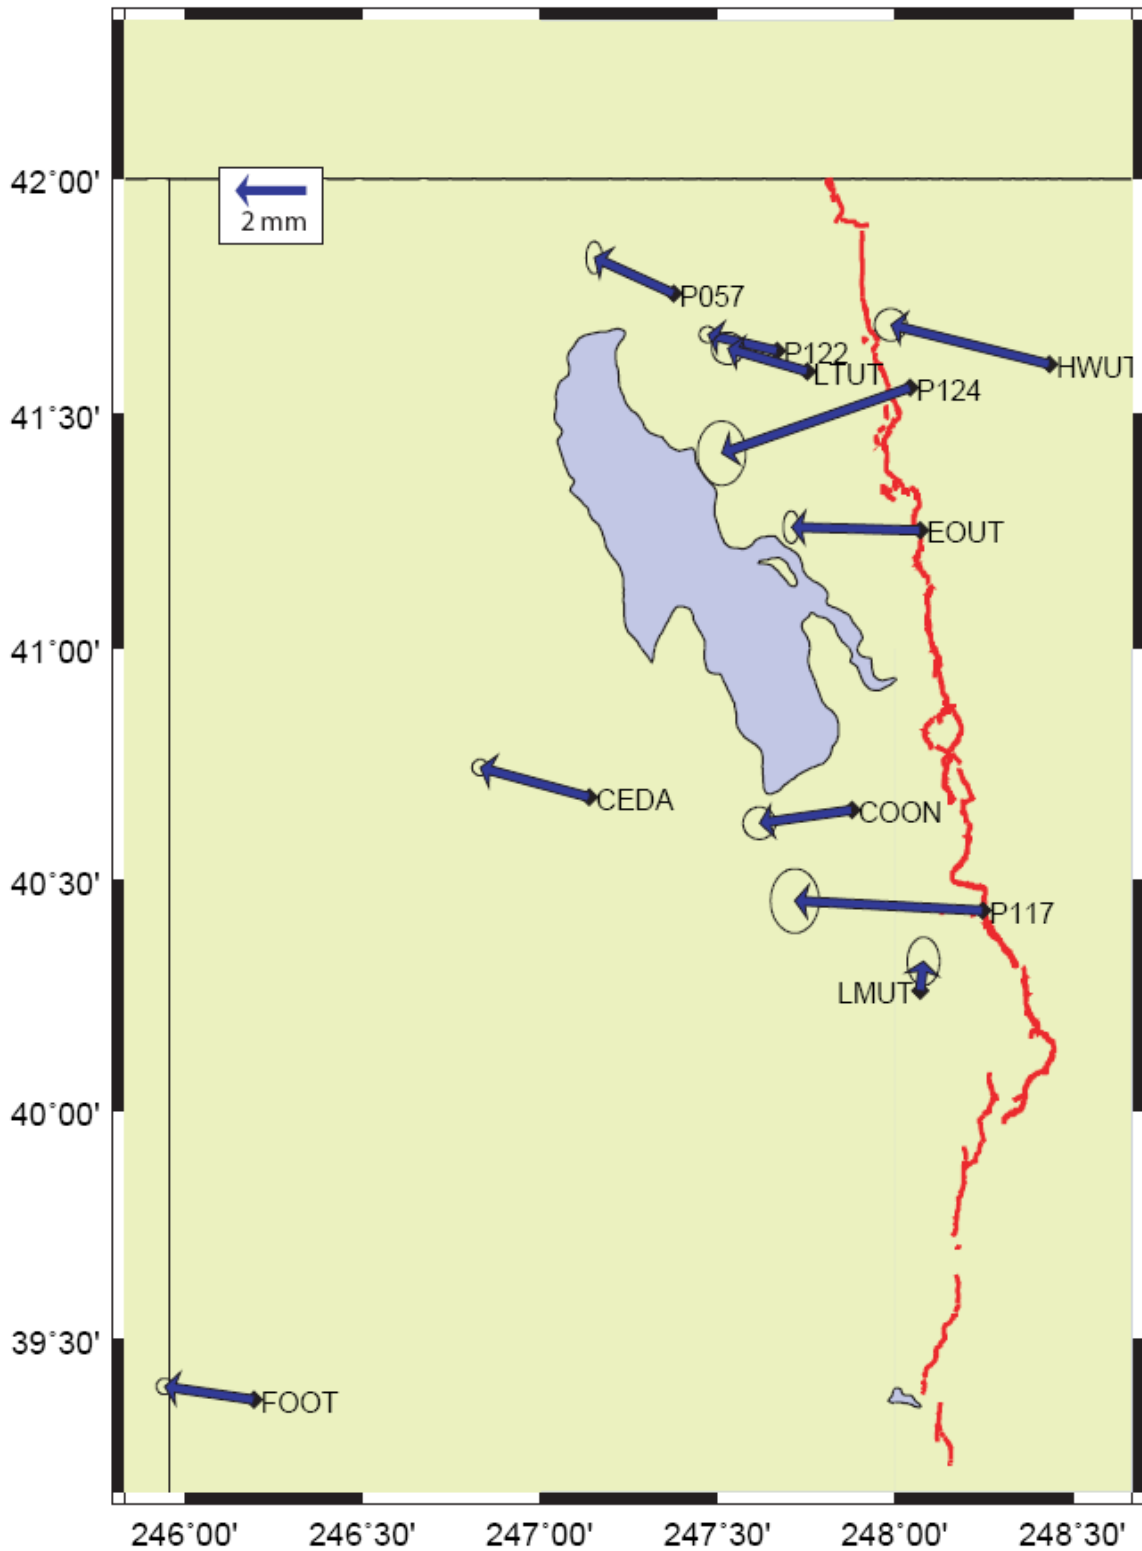 42°00'
2 mm
P057
P122
HWUT
LTUT
P124
41°30'
EOUT
41°00'
CEDA
COON
40°30'
P117
LMUT
40°00'
39°30'
FOOT
246°00' 246°30' 247°00' 247°30' 248°00' 248°30'